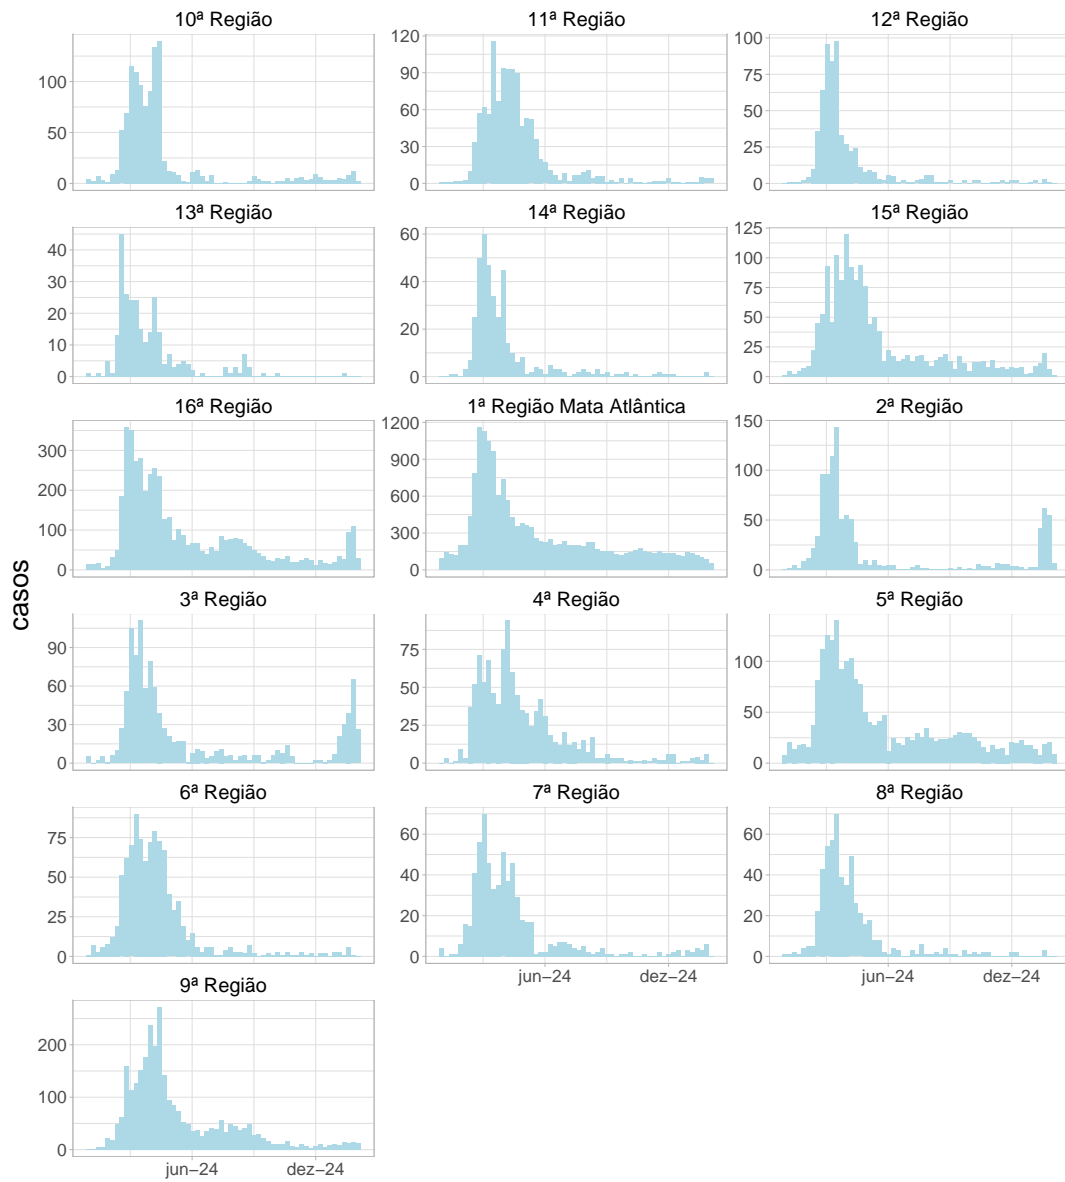 10ª Região
11ª Região
12ª Região
0
50
100
0
30
60
90
120
0
25
50
75
100
13ª Região
14ª Região
15ª Região
0
10
20
30
40
0
20
40
60
0
25
50
75
100
125
16ª Região
1ª Região Mata Atlântica
2ª Região
0
100
200
300
0
300
600
900
1200
0
50
100
150
casos
3ª Região
4ª Região
5ª Região
0
30
60
90
0
25
50
75
0
50
100
6ª Região
7ª Região
8ª Região
0
25
50
75
0
20
40
60
0
20
40
60
jun−24
dez−24
jun−24
dez−24
9ª Região
0
100
200
jun−24
dez−24